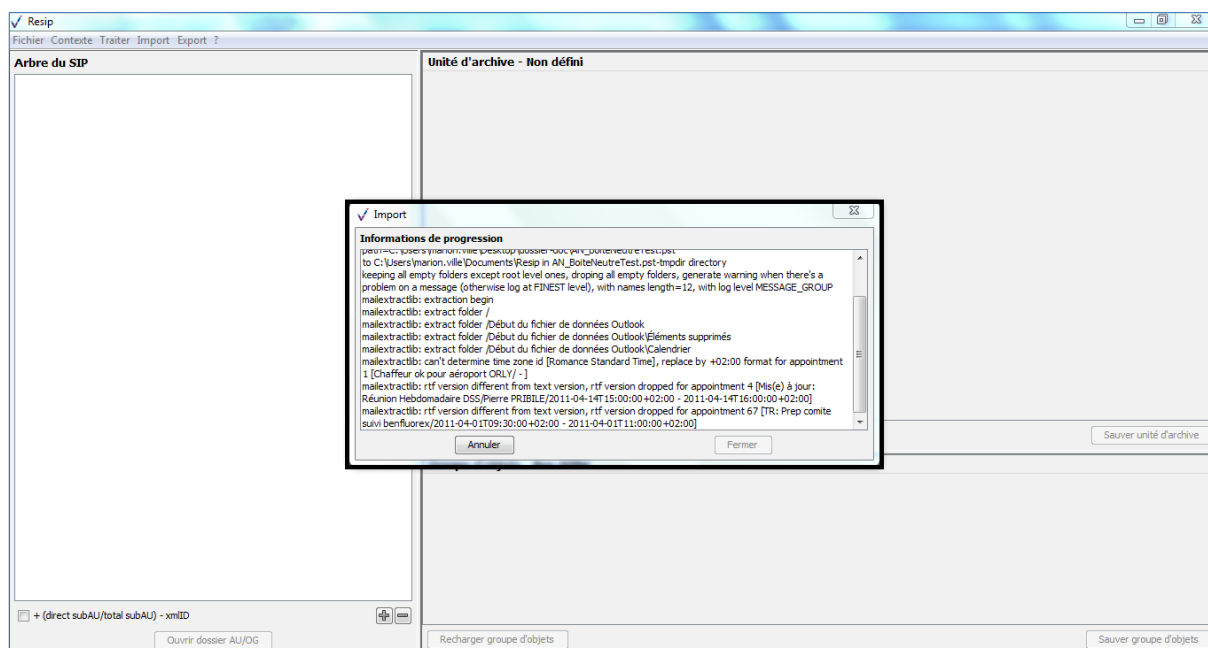 Resip
Fichier Contexte Traiter Import Export ?
Arbre du SIP
Unité d'archive - Non défini
Import
Informations de progression
path=C:\Users\marion.ville\Desktop\dossier-doc\AN_BoiteNeutreTest.pst
to C:\Users\marion.ville\Documents\Resip in AN_BoiteNeutreTest.pst-tmpdir directory
keeping all empty folders except root level ones, droping all empty folders, generate warning when there's a
problem on a message (otherwise log at FINEST level), with names length=12, with log level MESSAGE_GROUP
mailextractlib: extraction begin
mailextractlib: extract folder /
mailextractlib: extract folder /Début du fichier de données Outlook
mailextractlib: extract folder /Début du fichier de données Outlook\Éléments supprimés
mailextractlib: extract folder /Début du fichier de données Outlook\Calendrier
mailextractlib: can't determine time zone id [Romance Standard Time], replace by +02:00 format for appointment
1 [Chaffeur ok pour aéroport ORLY/ - ]
mailextractlib: rtf version different from text version, rtf version dropped for appointment 4 [Mis(e) à jour:
Réunion Hebdomadaire DSS/Pierre PRIBILE/2011-04-14T15:00:00+02:00 - 2011-04-14T16:00:00+02:00]
mailextractlib: rtf version different from text version, rtf version dropped for appointment 67 [TR: Prep comite
suivi benfluorex/2011-04-01T09:30:00+02:00 - 2011-04-01T11:00:00+02:00]
Annuler
Fermer
Sauver unité d'archive
+ (direct subAU/total subAU) - xmlID
Ouvrir dossier AU/OG
Recharger groupe d'objets
Sauver groupe d'objets